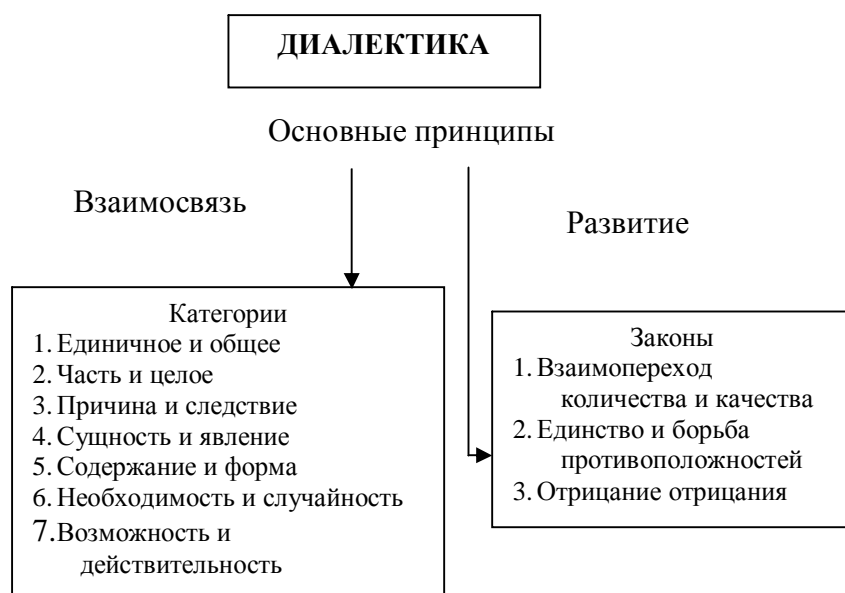 ДИАЛЕКТИКА
Основные принципы
Взаимосвязь
Развитие
Категории
1. Единичное и общее
2. Часть и целое
3. Причина и следствие
4. Сущность и явление
5. Содержание и форма
6. Необходимость и случайность
7. Возможность и
действительность
Законы
1. Взаимопереход
количества и качества
2. Единство и борьба
противоположностей
3. Отрицание отрицания